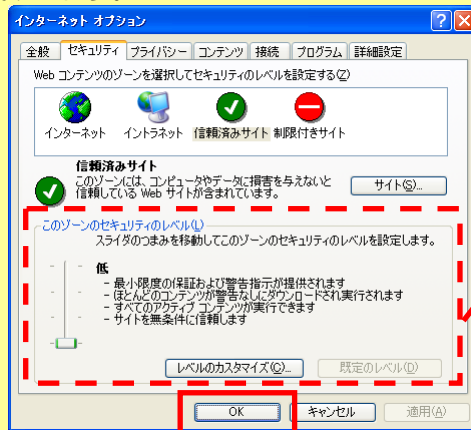 インターネット オプション
全般 セキュリティ プライバシー コンテンツ 接続 プログラム 詳細設定
Web コンテンツのゾーンを選択してセキュリティのレベルを設定する(Z)
インターネット イントラネット 信頼済みサイト 制限付きサイト
信頼済みサイト
このゾーンには、コンピュータやデータに損害を与えないと
信頼している Web サイトが含まれています。
サイト(S)...
このゾーンのセキュリティのレベル(L)
スライダのつまみを移動してこのゾーンのセキュリティのレベルを設定します。
低
- 最小限度の保証および警告指示が提供されます
- ほとんどのコンテンツが警告なしにダウンロードされ実行されます
- すべてのアクティブ コンテンツが実行できます
- サイトを無条件に信頼します
レベルのカスタマイズ(C)... 既定のレベル(D)
OK キャンセル 適用(A)